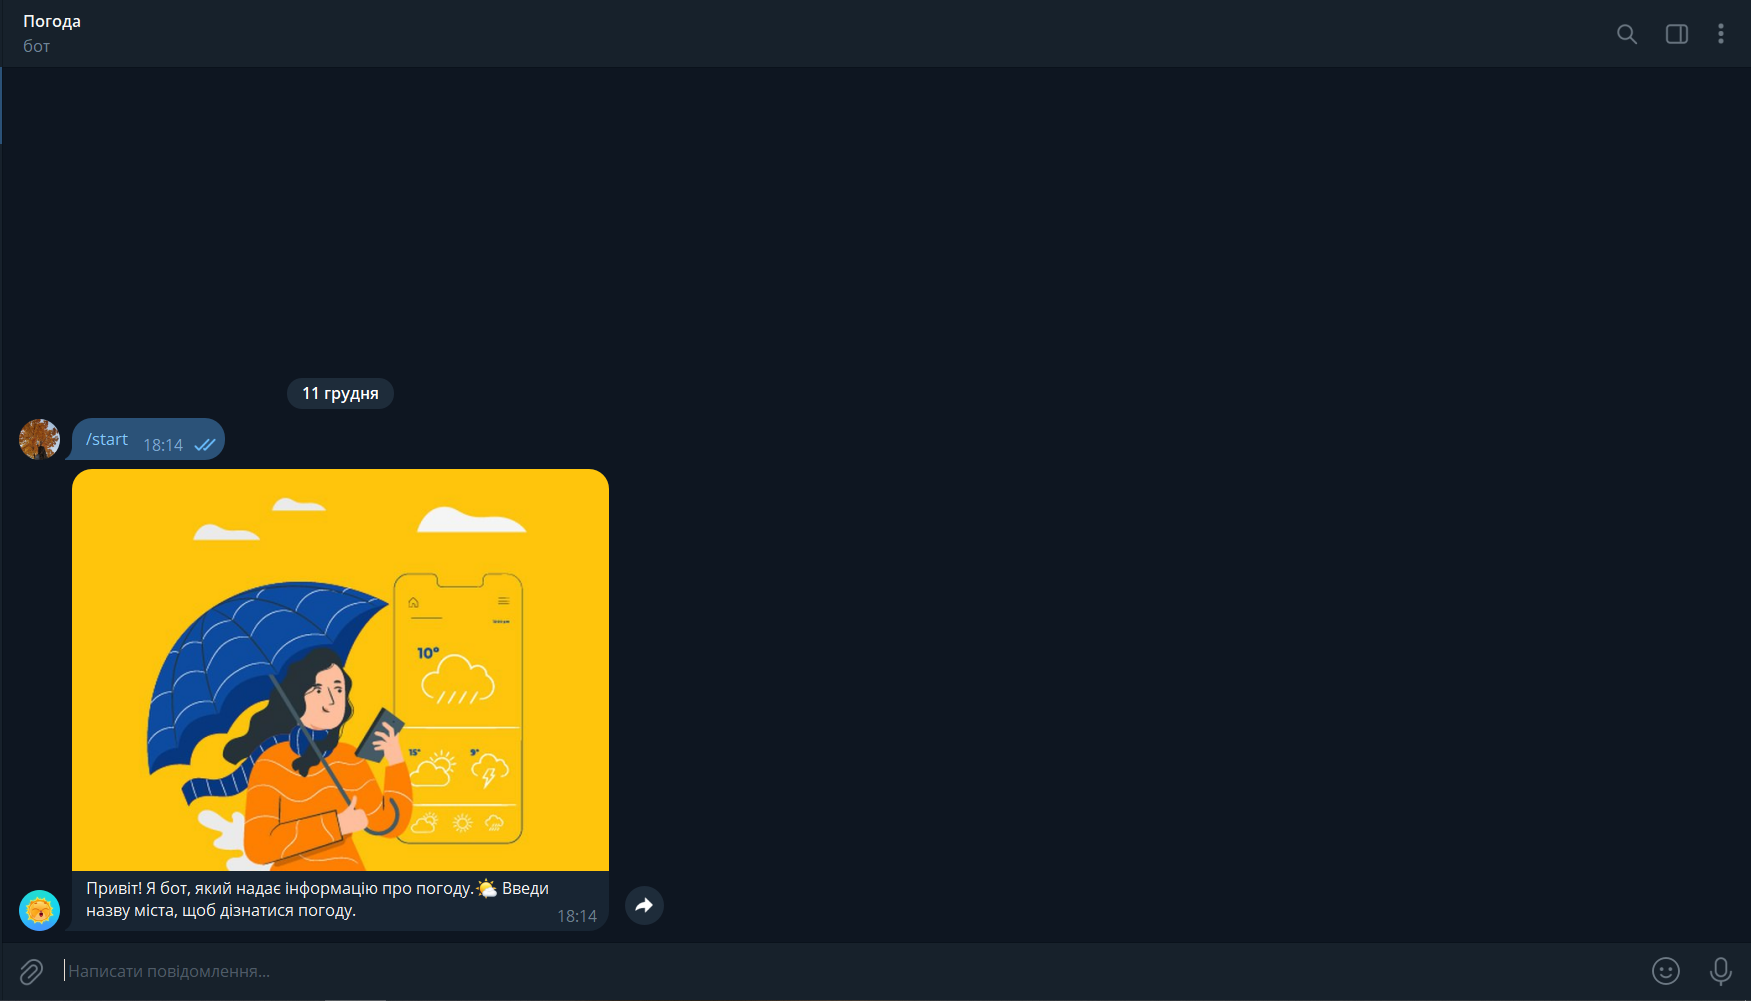 Погода
бот
11 грудня
/start 18:14
10°
15° 9°
Привіт! Я бот, який надає інформацію про погоду.🌤 Введи
назву міста, щоб дізнатися погоду.
18:14
Написати повідомлення...